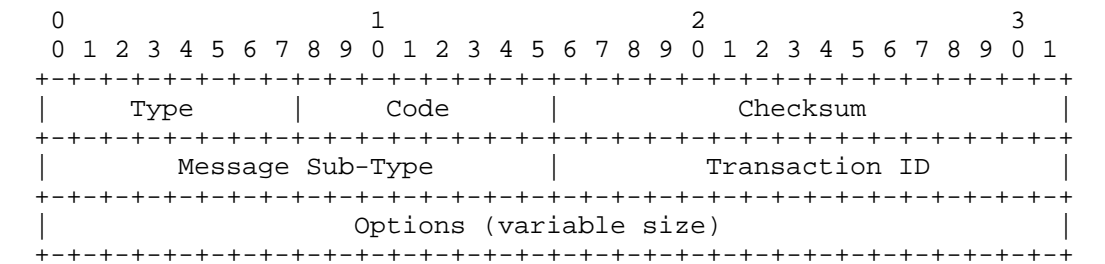 0                   1                   2                   3
 0 1 2 3 4 5 6 7 8 9 0 1 2 3 4 5 6 7 8 9 0 1 2 3 4 5 6 7 8 9 0 1
+-+-+-+-+-+-+-+-+-+-+-+-+-+-+-+-+-+-+-+-+-+-+-+-+-+-+-+-+-+-+-+-+
|     Type      |     Code      |           Checksum            |
+-+-+-+-+-+-+-+-+-+-+-+-+-+-+-+-+-+-+-+-+-+-+-+-+-+-+-+-+-+-+-+-+
|        Message Sub-Type       |         Transaction ID        |
+-+-+-+-+-+-+-+-+-+-+-+-+-+-+-+-+-+-+-+-+-+-+-+-+-+-+-+-+-+-+-+-+
|                   Options (variable size)                     |
+-+-+-+-+-+-+-+-+-+-+-+-+-+-+-+-+-+-+-+-+-+-+-+-+-+-+-+-+-+-+-+-+